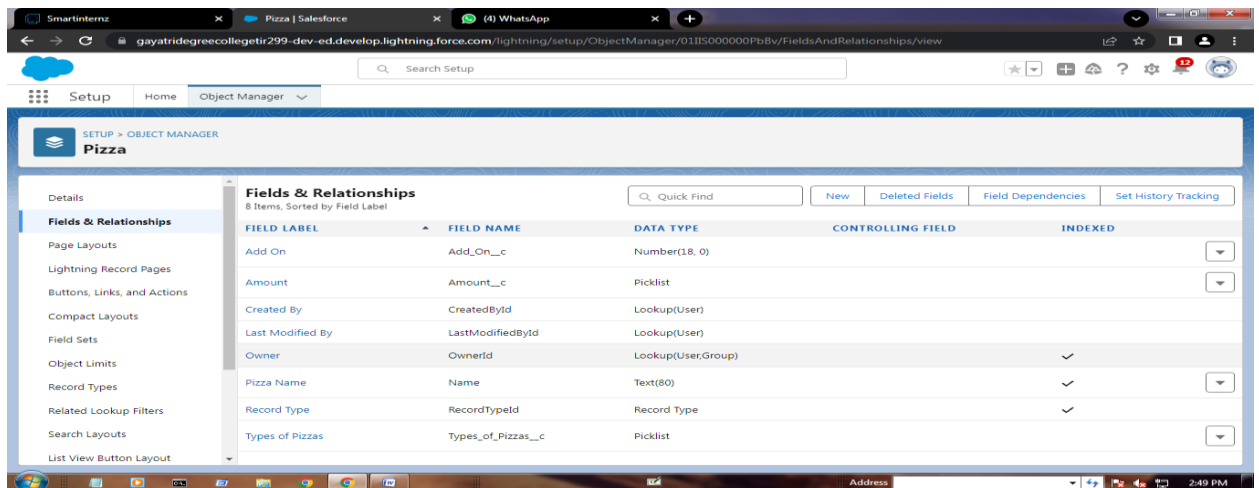 Smartinternz
Pizza | Salesforce
(4) WhatsApp
gayatridegreecollegetir299-dev-ed.develop.lightning.force.com/lightning/setup/ObjectManager/01IIS000000PbBv/FieldsAndRelationships/view
Search Setup
12
Setup Home Object Manager
SETUP > OBJECT MANAGER
Pizza
Details
Fields & Relationships
Page Layouts
Lightning Record Pages
Buttons, Links, and Actions
Compact Layouts
Field Sets
Object Limits
Record Types
Related Lookup Filters
Search Layouts
List View Button Layout
Fields & Relationships
8 Items, Sorted by Field Label
Quick Find New Deleted Fields Field Dependencies Set History Tracking
FIELD LABEL FIELD NAME DATA TYPE CONTROLLING FIELD INDEXED
Add On Add_On__c Number(18, 0)
Amount Amount__c Picklist
Created By CreatedById Lookup(User)
Last Modified By LastModifiedById Lookup(User)
Owner OwnerId Lookup(User,Group)
Pizza Name Name Text(80)
Record Type RecordTypeId Record Type
Types of Pizzas Types_of_Pizzas__c Picklist
Address 2:49 PM